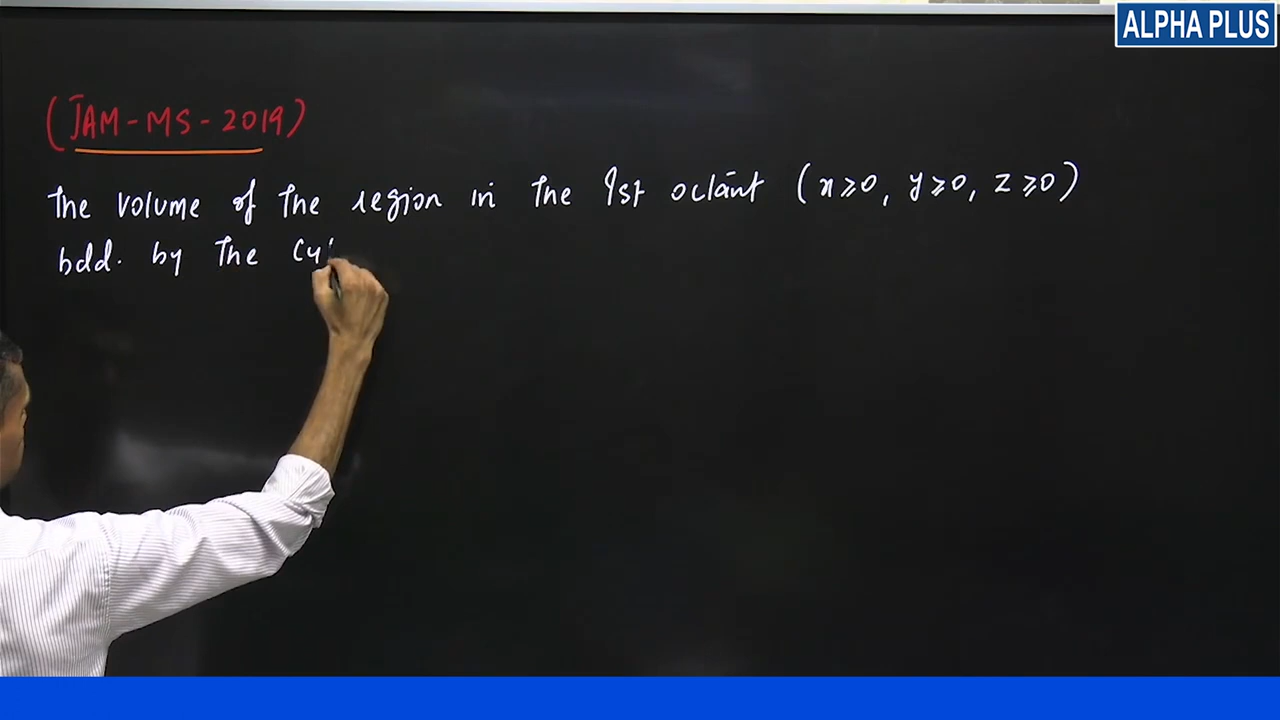 ALPHA PLUS
(JAM-MS-2019)
The volume of the region in the 1st octant (x≥0, y≥0, z≥0)
bdd. by the Cy